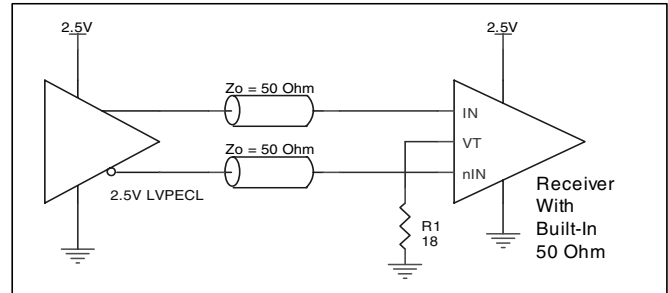 2.5V
2.5V
Zo = 50 Ohm
IN
VT
Zo = 50 Ohm
nIN
2.5V LVPECL
R1
18
Receiver
With
Built-In
50 Ohm